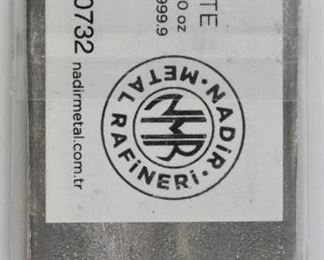 TE
0 oz
999.9
0732
nadirmetal.com.tr
NADİR · METAL RAFİNERİ ·
NMR